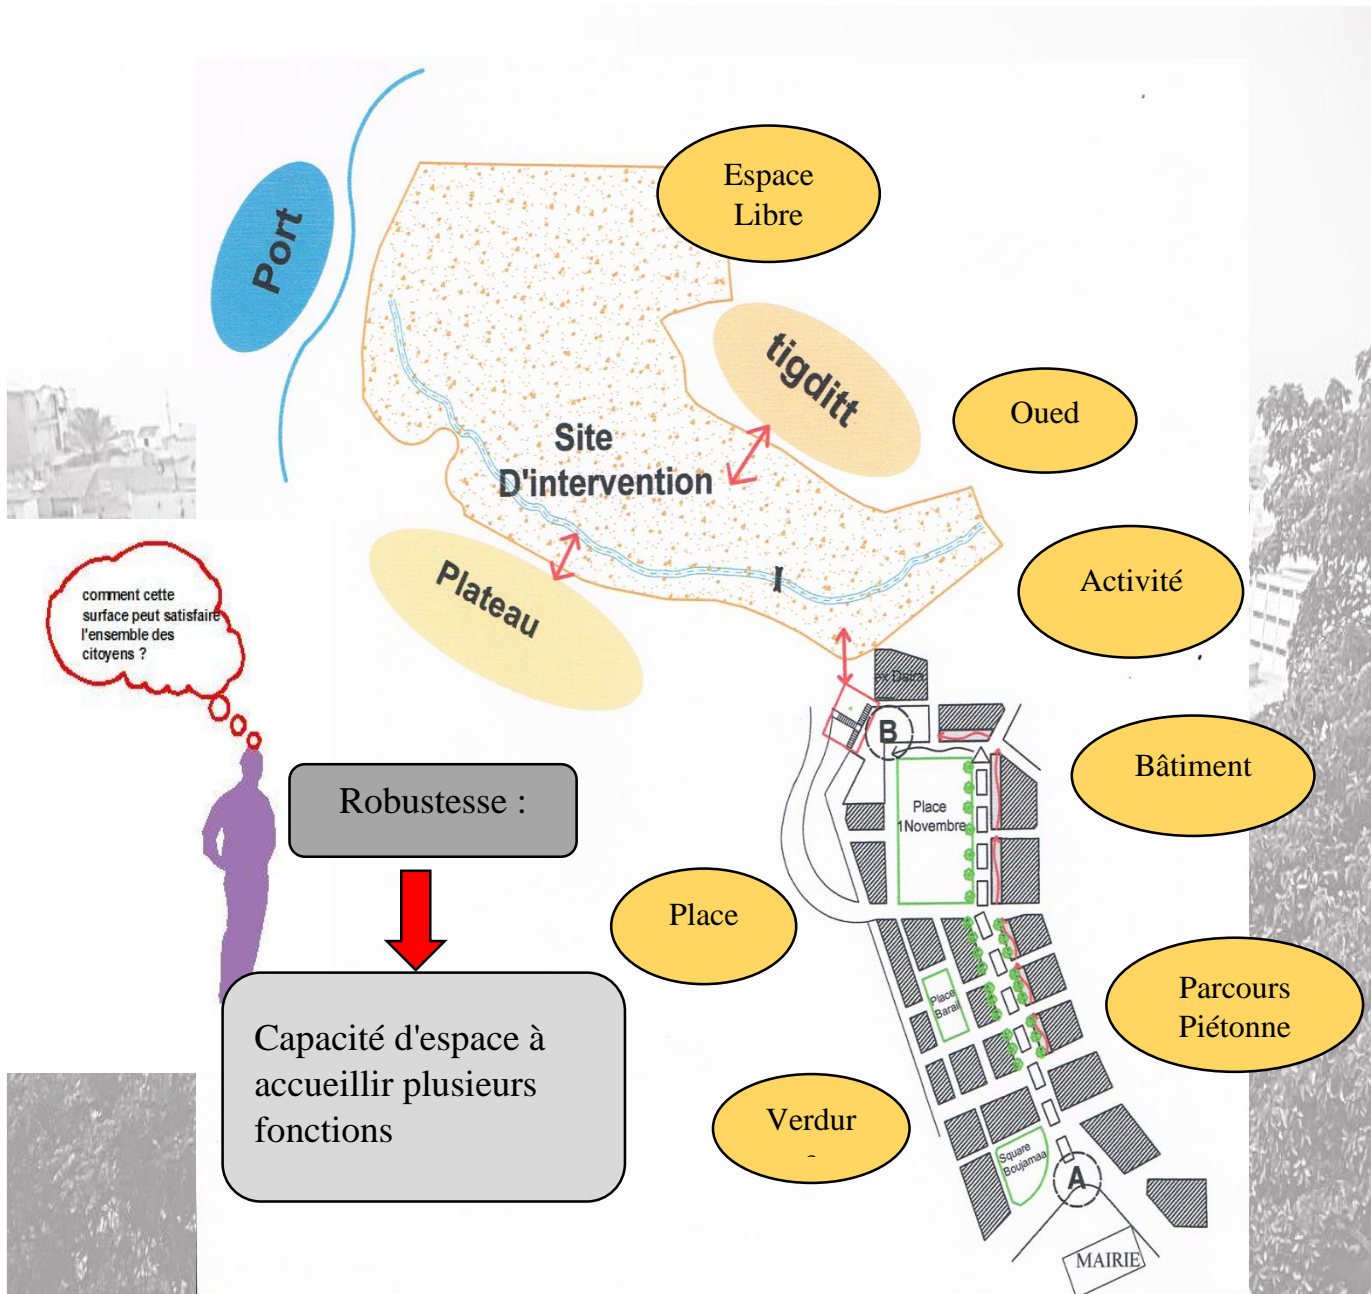 Espace
Libre
Port
tigditt
Oued
Site
D'intervention
Plateau
Activité
comment cette
surface peut satisfaire
l'ensemble des
citoyens ?
ex Daira
B
Bâtiment
Robustesse :
Place
1Novembre
Place
Parcours
Piétonne
Place
Barail
Capacité d'espace à
accueillir plusieurs
fonctions
Verdur
Square
Boujamaa
A
MAIRIE